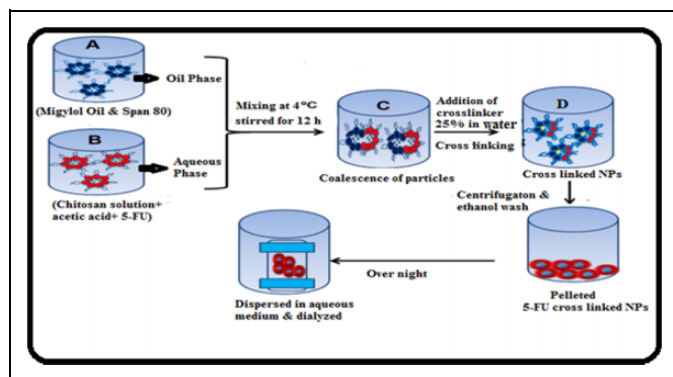 A
Oil Phase
(Migylol Oil & Span 80)
B
Aqueous
Phase
(Chitosan solution+
acetic acid+ 5-FU)
Mixing at 4°C
stirred for 12 h
C
Coalescence of particles
Addition of
crosslinker
25% in water
Cross linking
D
Cross linked NPs
Centrifugaton &
ethanol wash
Pelleted
5-FU cross linked NPs
Over night
Dispersed in aqueous
medium & dialyzed